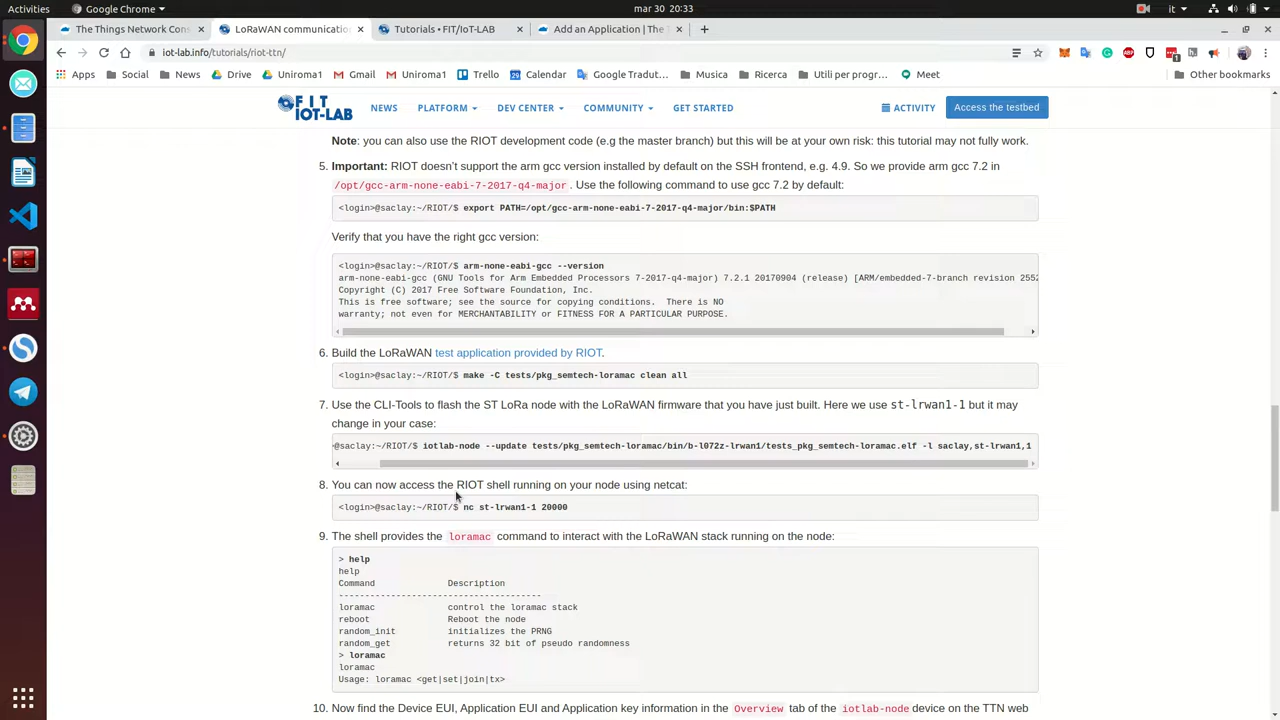 Activities
Google Chrome
mar 30 20:33
it
The Things Network Cons
LoRaWAN communicatio
Tutorials • FIT/IoT-LAB
Add an Application | The
iot-lab.info/tutorials/riot-ttn/
Apps Social News Drive Uniroma1 Gmail Uniroma1 Trello Calendar Google Tradut... Musica Ricerca Utili per progr... Meet Other bookmarks
FIT IOT-LAB
NEWS PLATFORM DEV CENTER COMMUNITY GET STARTED ACTIVITY Access the testbed
Note: you can also use the RIOT development code (e.g the master branch) but this will be at your own risk: this tutorial may not fully work.
5. Important: RIOT doesn't support the arm gcc version installed by default on the SSH frontend, e.g. 4.9. So we provide arm gcc 7.2 in
/opt/gcc-arm-none-eabi-7-2017-q4-major. Use the following command to use gcc 7.2 by default:
<login>@saclay:~/RIOT/$ export PATH=/opt/gcc-arm-none-eabi-7-2017-q4-major/bin:$PATH
Verify that you have the right gcc version:
<login>@saclay:~/RIOT/$ arm-none-eabi-gcc --version
arm-none-eabi-gcc (GNU Tools for Arm Embedded Processors 7-2017-q4-major) 7.2.1 20170904 (release) [ARM/embedded-7-branch revision 2552
Copyright (C) 2017 Free Software Foundation, Inc.
This is free software; see the source for copying conditions. There is NO
warranty; not even for MERCHANTABILITY or FITNESS FOR A PARTICULAR PURPOSE.
6. Build the LoRaWAN test application provided by RIOT.
<login>@saclay:~/RIOT/$ make -C tests/pkg_semtech-loramac clean all
7. Use the CLI-Tools to flash the ST LoRa node with the LoRaWAN firmware that you have just built. Here we use st-lrwan1-1 but it may
change in your case:
@saclay:~/RIOT/$ iotlab-node --update tests/pkg_semtech-loramac/bin/b-l072z-lrwan1/tests_pkg_semtech-loramac.elf -l saclay,st-lrwan1,1
8. You can now access the RIOT shell running on your node using netcat:
<login>@saclay:~/RIOT/$ nc st-lrwan1-1 20000
9. The shell provides the loramac command to interact with the LoRaWAN stack running on the node:
> help
help
Command Description
---------------------------------------
loramac control the loramac stack
reboot Reboot the node
random_init initializes the PRNG
random_get returns 32 bit of pseudo randomness
> loramac
loramac
Usage: loramac <get|set|join|tx>
10. Now find the Device EUI, Application EUI and Application key information in the Overview tab of the iotlab-node device on the TTN web